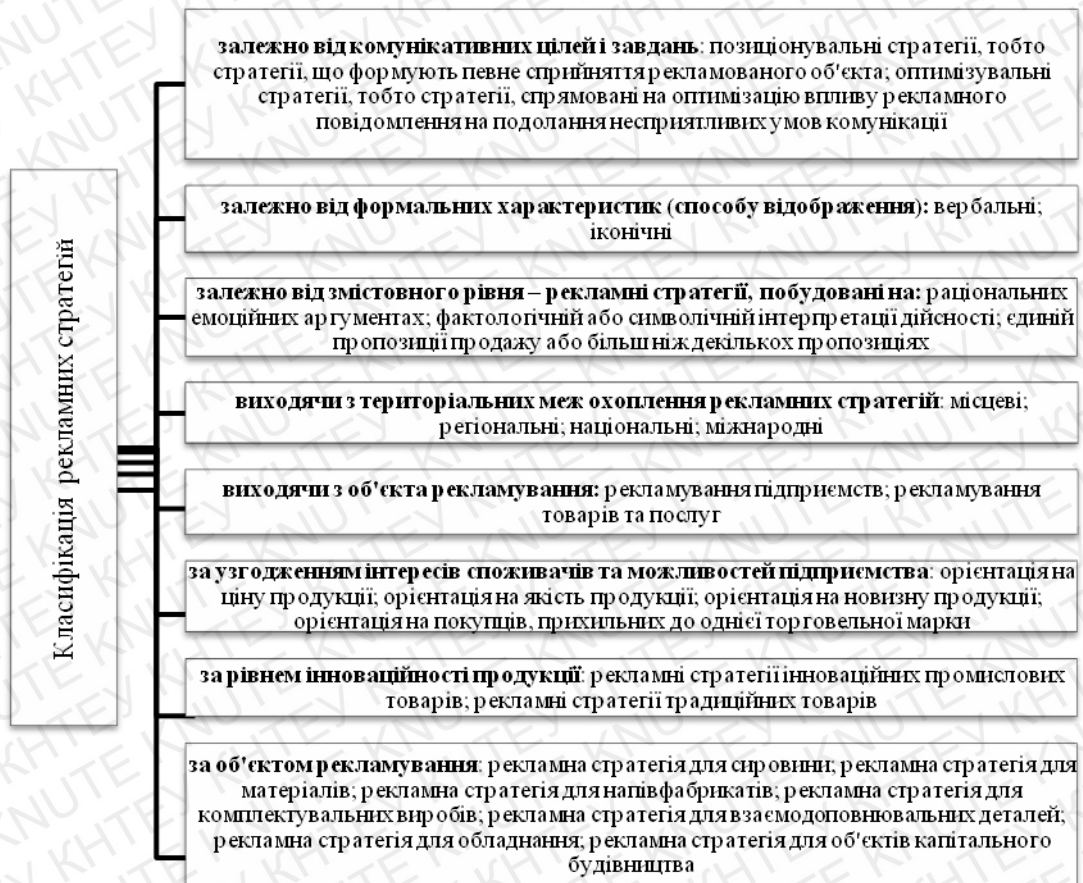 Класифікація рекламних стратегій
залежно від комунікативних цілей і завдань: позиціонувальні стратегії, тобто
стратегії, що формують певне сприйняття рекламованого об'єкта; оптимізувальні
стратегії, тобто стратегії, спрямовані на оптимізацію впливу рекламного
повідомлення на подолання несприятливих умов комунікації
залежно від формальних характеристик (способу відображення): вербальні;
іконічні
залежно від змістовного рівня – рекламні стратегії, побудовані на: раціональних
емоційних аргументах; фактологічній або символічній інтерпретації дійсності; єдиній
пропозиції продажу або більш ніж декількох пропозиціях
виходячи з територіальних меж охоплення рекламних стратегій: місцеві;
регіональні; національні; міжнародні
виходячи з об'єкта рекламування: рекламування підприємств; рекламування
товарів та послуг
за узгодженням інтересів споживачів та можливостей підприємства: орієнтація на
ціну продукції; орієнтація на якість продукції; орієнтація на новизну продукції;
орієнтація на покупців, прихильних до однієї торговельної марки
за рівнем інноваційності продукції: рекламні стратегії інноваційних промислових
товарів; рекламні стратегії традиційних товарів
за об'єктом рекламування: рекламна стратегія для сировини; рекламна стратегія для
матеріалів; рекламна стратегія для напівфабрикатів; рекламна стратегія для
комплектувальних виробів; рекламна стратегія для взаємодоповнювальних деталей;
рекламна стратегія для обладнання; рекламна стратегія для об'єктів капітального
будівництва